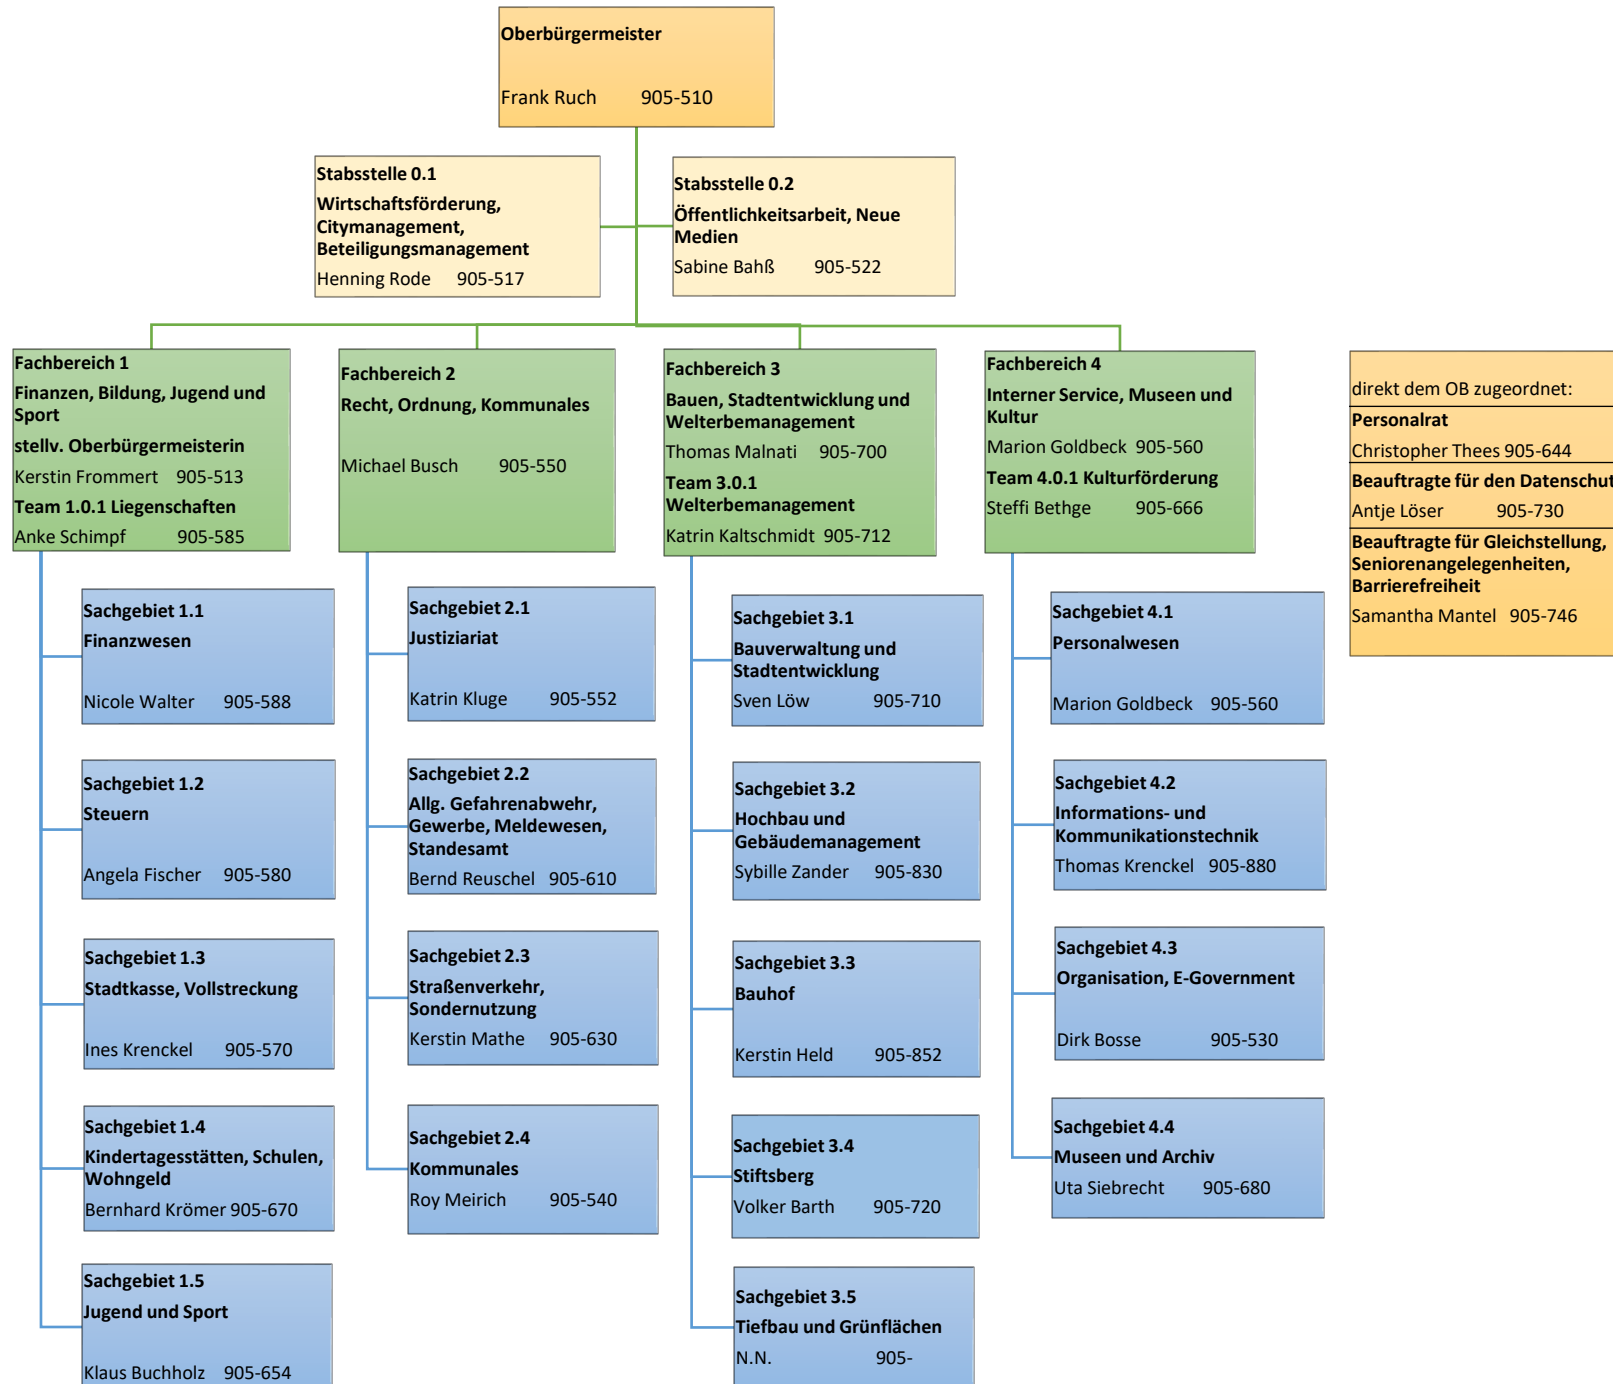 Oberbürgermeister
Frank Ruch 905-510
Stabsstelle 0.1
Wirtschaftsförderung,
Citymanagement,
Beteiligungsmanagement
Henning Rode 905-517
Stabsstelle 0.2
Öffentlichkeitsarbeit, Neue
Medien
Sabine Bahß 905-522
Fachbereich 1
Finanzen, Bildung, Jugend und
Sport
stellv. Oberbürgermeisterin
Kerstin Frommert 905-513
Team 1.0.1 Liegenschaften
Anke Schimpf 905-585
Fachbereich 2
Recht, Ordnung, Kommunales
Michael Busch 905-550
Fachbereich 3
Bauen, Stadtentwicklung und
Welterbemanagement
Thomas Malnati 905-700
Team 3.0.1
Welterbemanagement
Katrin Kaltschmidt 905-712
Fachbereich 4
Interner Service, Museen und
Kultur
Marion Goldbeck 905-560
Team 4.0.1 Kulturförderung
Steffi Bethge 905-666
direkt dem OB zugeordnet:
Personalrat
Christopher Thees 905-644
Beauftragte für den Datenschut
Antje Löser 905-730
Beauftragte für Gleichstellung,
Seniorenangelegenheiten,
Barrierefreiheit
Samantha Mantel 905-746
Sachgebiet 1.1
Finanzwesen
Nicole Walter 905-588
Sachgebiet 1.2
Steuern
Angela Fischer 905-580
Sachgebiet 1.3
Stadtkasse, Vollstreckung
Ines Krenckel 905-570
Sachgebiet 1.4
Kindertagesstätten, Schulen,
Wohngeld
Bernhard Krömer 905-670
Sachgebiet 1.5
Jugend und Sport
Klaus Buchholz 905-654
Sachgebiet 2.1
Justiziariat
Katrin Kluge 905-552
Sachgebiet 2.2
Allg. Gefahrenabwehr,
Gewerbe, Meldewesen,
Standesamt
Bernd Reuschel 905-610
Sachgebiet 2.3
Straßenverkehr,
Sondernutzung
Kerstin Mathe 905-630
Sachgebiet 2.4
Kommunales
Roy Meirich 905-540
Sachgebiet 3.1
Bauverwaltung und
Stadtentwicklung
Sven Löw 905-710
Sachgebiet 3.2
Hochbau und
Gebäudemanagement
Sybille Zander 905-830
Sachgebiet 3.3
Bauhof
Kerstin Held 905-852
Sachgebiet 3.4
Stiftsberg
Volker Barth 905-720
Sachgebiet 3.5
Tiefbau und Grünflächen
N.N. 905-
Sachgebiet 4.1
Personalwesen
Marion Goldbeck 905-560
Sachgebiet 4.2
Informations- und
Kommunikationstechnik
Thomas Krenckel 905-880
Sachgebiet 4.3
Organisation, E-Government
Dirk Bosse 905-530
Sachgebiet 4.4
Museen und Archiv
Uta Siebrecht 905-680